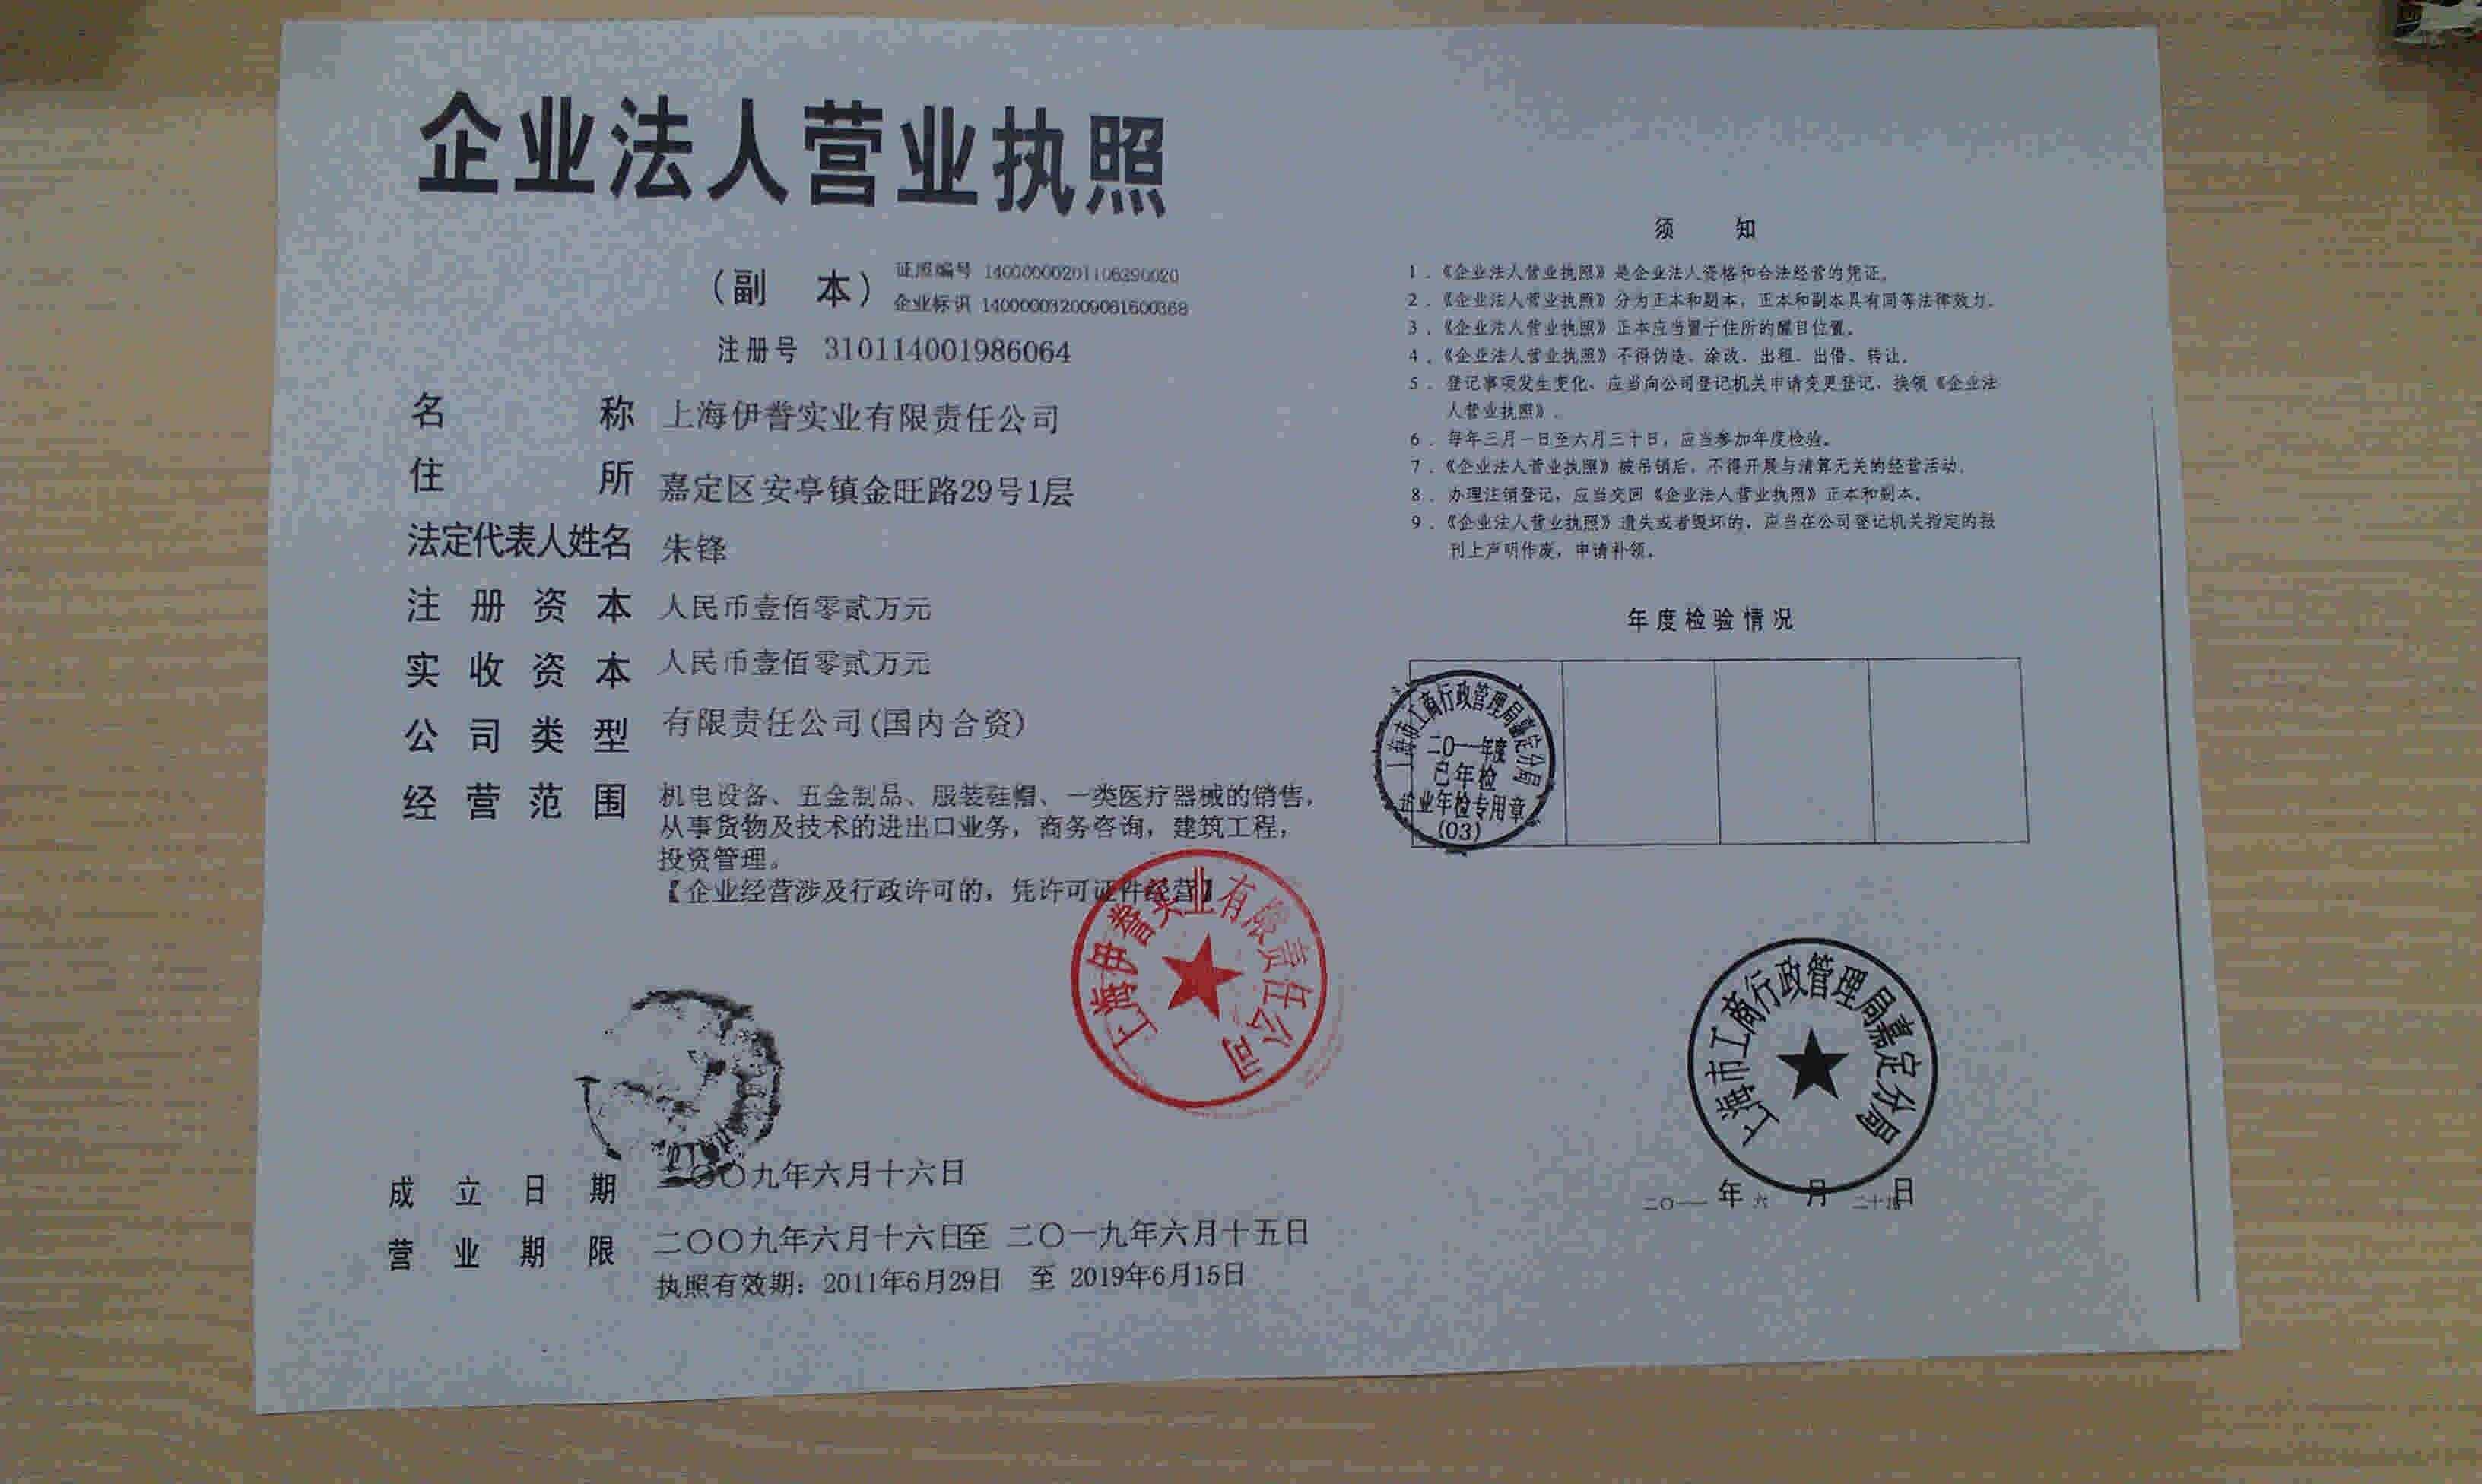 企业法人营业执照
（副 本）
证照编号 14000000201106290020
企业标识 14000003200906160036８
注册号 310114001986064
名称 上海伊誉实业有限责任公司
住所 嘉定区安亭镇金旺路29号1层
法定代表人姓名 朱锋
注册资本 人民币壹佰零贰万元
实收资本 人民币壹佰零贰万元
公司类型 有限责任公司(国内合资)
经营范围 机电设备、五金制品、服装鞋帽、一类医疗器械的销售，
从事货物及技术的进出口业务，商务咨询，建筑工程，
投资管理。
【企业经营涉及行政许可的，凭许可证件经营】
上海伊誉实业有限责任公司
成立日期 二〇〇九年六月十六日
营业期限 二〇〇九年六月十六日至 二〇一九年六月十五日
执照有效期：2011年6月29日 至 2019年6月15日
须 知
1．《企业法人营业执照》是企业法人资格和合法经营的凭证。
2．《企业法人营业执照》分为正本和副本，正本和副本具有同等法律效力。
3．《企业法人营业执照》正本应当置于住所的醒目位置。
4．《企业法人营业执照》不得伪造、涂改、出租、出借、转让。
5．登记事项发生变化，应当向公司登记机关申请变更登记，换领《企业法
人营业执照》。
6．每年三月一日至六月三十日，应当参加年度检验。
7．《企业法人营业执照》被吊销后，不得开展与清算无关的经营活动。
8．办理注销登记，应当交回《企业法人营业执照》正本和副本。
9．《企业法人营业执照》遗失或者毁坏的，应当在公司登记机关指定的报
刊上声明作废，申请补领。
年度检验情况
上海市工商行政管理局嘉定分局
二〇一一年度
已年检
企业年检专用章
(03)
上海市工商行政管理局嘉定分局
二〇一一年六月二十九日